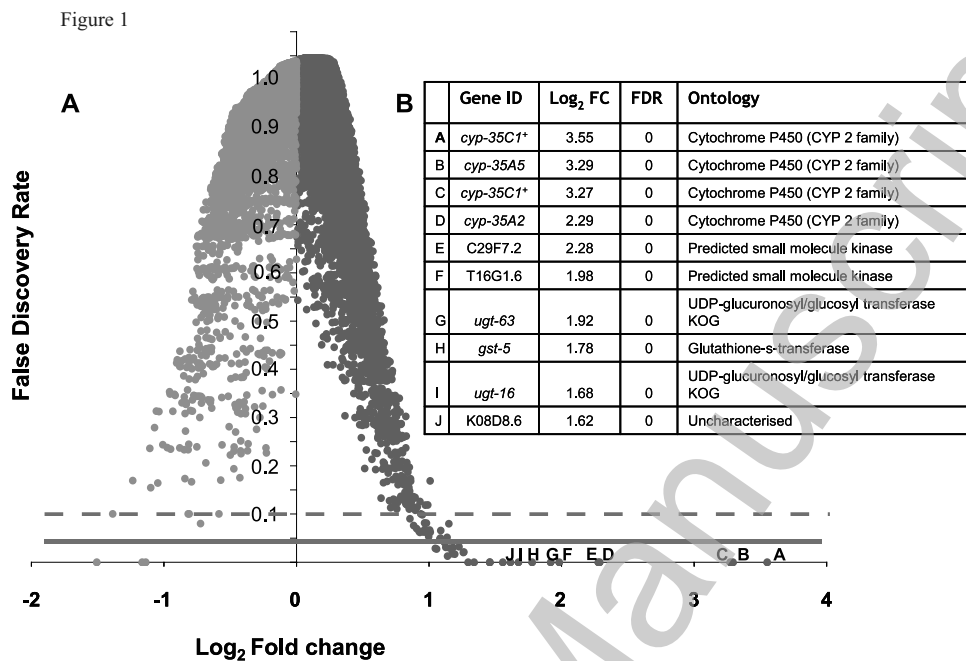 Figure 1
A
False Discovery Rate
1.0
0.9
0.8
0.7
0.6
0.5
0.4
0.3
0.2
0.1
J I H G F E D C B A
-2 -1 0 1 2 3 4
Log2 Fold change
B
Gene ID Log2 FC FDR Ontology
A cyp-35C1+ 3.55 0 Cytochrome P450 (CYP 2 family)
B cyp-35A5 3.29 0 Cytochrome P450 (CYP 2 family)
C cyp-35C1+ 3.27 0 Cytochrome P450 (CYP 2 family)
D cyp-35A2 2.29 0 Cytochrome P450 (CYP 2 family)
E C29F7.2 2.28 0 Predicted small molecule kinase
F T16G1.6 1.98 0 Predicted small molecule kinase
UDP-glucuronosyl/glucosyl transferase
G ugt-63 1.92 0 KOG
H gst-5 1.78 0 Glutathione-s-transferase
UDP-glucuronosyl/glucosyl transferase
I ugt-16 1.68 0 KOG
J K08D8.6 1.62 0 Uncharacterised
Manuscrip